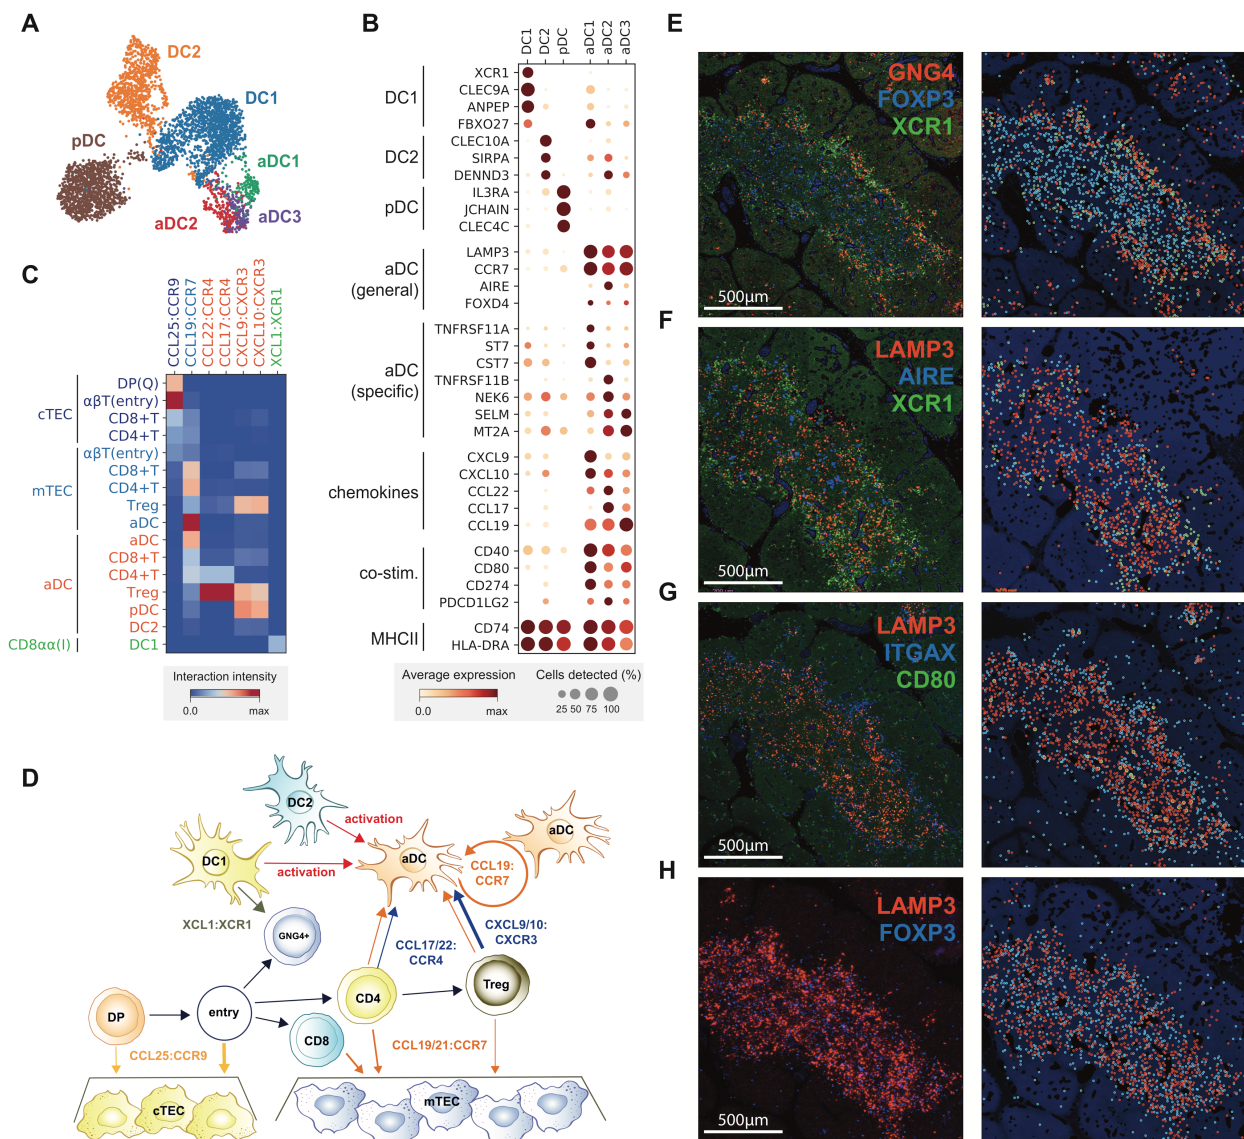 A
DC2
DC1
pDC
aDC1
aDC2
aDC3
B
DC1
DC2
pDC
aDC1
aDC2
aDC3
DC1
XCR1
CLEC9A
ANPEP
FBXO27
DC2
CLEC10A
SIRPA
DENND3
pDC
IL3RA
JCHAIN
CLEC4C
aDC
(general)
LAMP3
CCR7
AIRE
FOXD4
aDC
(specific)
TNFRSF11A
ST7
CST7
TNFRSF11B
NEK6
SELM
MT2A
chemokines
CXCL9
CXCL10
CCL22
CCL17
CCL19
co-stim.
CD40
CD80
CD274
PDCD1LG2
MHCII
CD74
HLA-DRA
Average expression
0.0
max
Cells detected (%)
25 50 75 100
C
CCL25:CCR9
CCL19:CCR7
CCL22:CCR4
CCL17:CCR4
CXCL9:CXCR3
CXCL10:CXCR3
XCL1:XCR1
cTEC
DP(Q)
αβT(entry)
CD8+T
CD4+T
mTEC
αβT(entry)
CD8+T
CD4+T
Treg
aDC
aDC
aDC
CD8+T
CD4+T
Treg
pDC
DC2
CD8αα(I)
DC1
Interaction intensity
0.0
max
D
DC2
activation
DC1
activation
aDC
aDC
CCL19:
CCR7
XCL1:XCR1
GNG4+
CCL17/22:
CCR4
CXCL9/10:
CXCR3
DP
entry
CD4
Treg
CD8
CCL25:CCR9
CCL19/21:CCR7
cTEC
mTEC
E
GNG4
FOXP3
XCR1
500μm
F
LAMP3
AIRE
XCR1
500μm
G
LAMP3
ITGAX
CD80
500μm
H
LAMP3
FOXP3
500μm